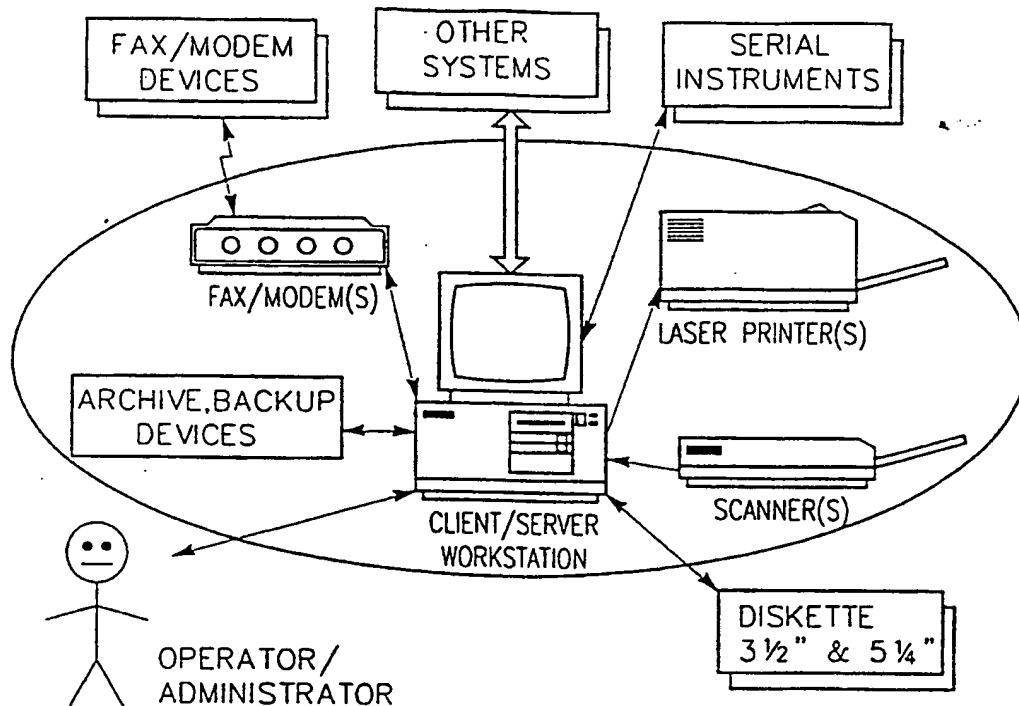 FAX/MODEM
DEVICES
OTHER
SYSTEMS
SERIAL
INSTRUMENTS
FAX/MODEM(S)
LASER PRINTER(S)
ARCHIVE,BACKUP
DEVICES
SCANNER(S)
CLIENT/SERVER
WORKSTATION
DISKETTE
3½" & 5¼"
OPERATOR/
ADMINISTRATOR